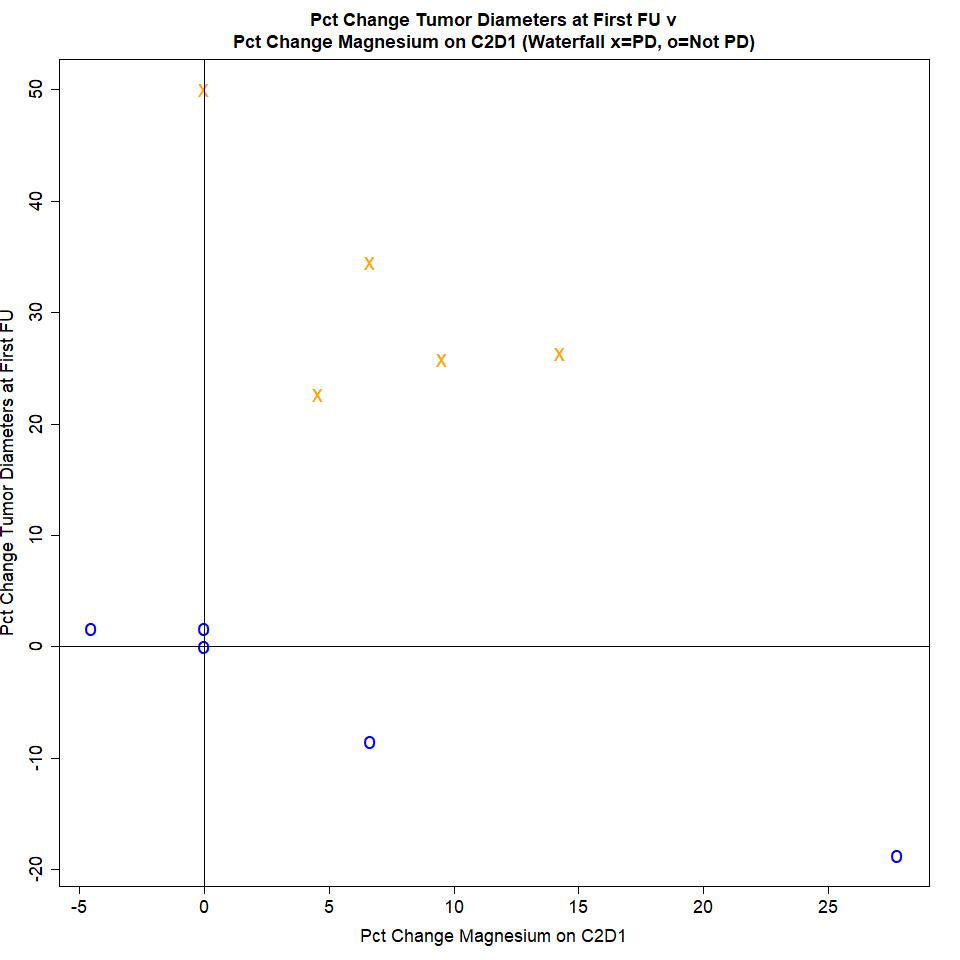 Pct Change Tumor Diameters at First FU v
Pct Change Magnesium on C2D1 (Waterfall x=PD, o=Not PD)
Pct Change Tumor Diameters at First FU
50
40
30
20
10
0
-10
-20
X
X
X
X
X
O
O
O
O
O
-5 0 5 10 15 20 25
Pct Change Magnesium on C2D1